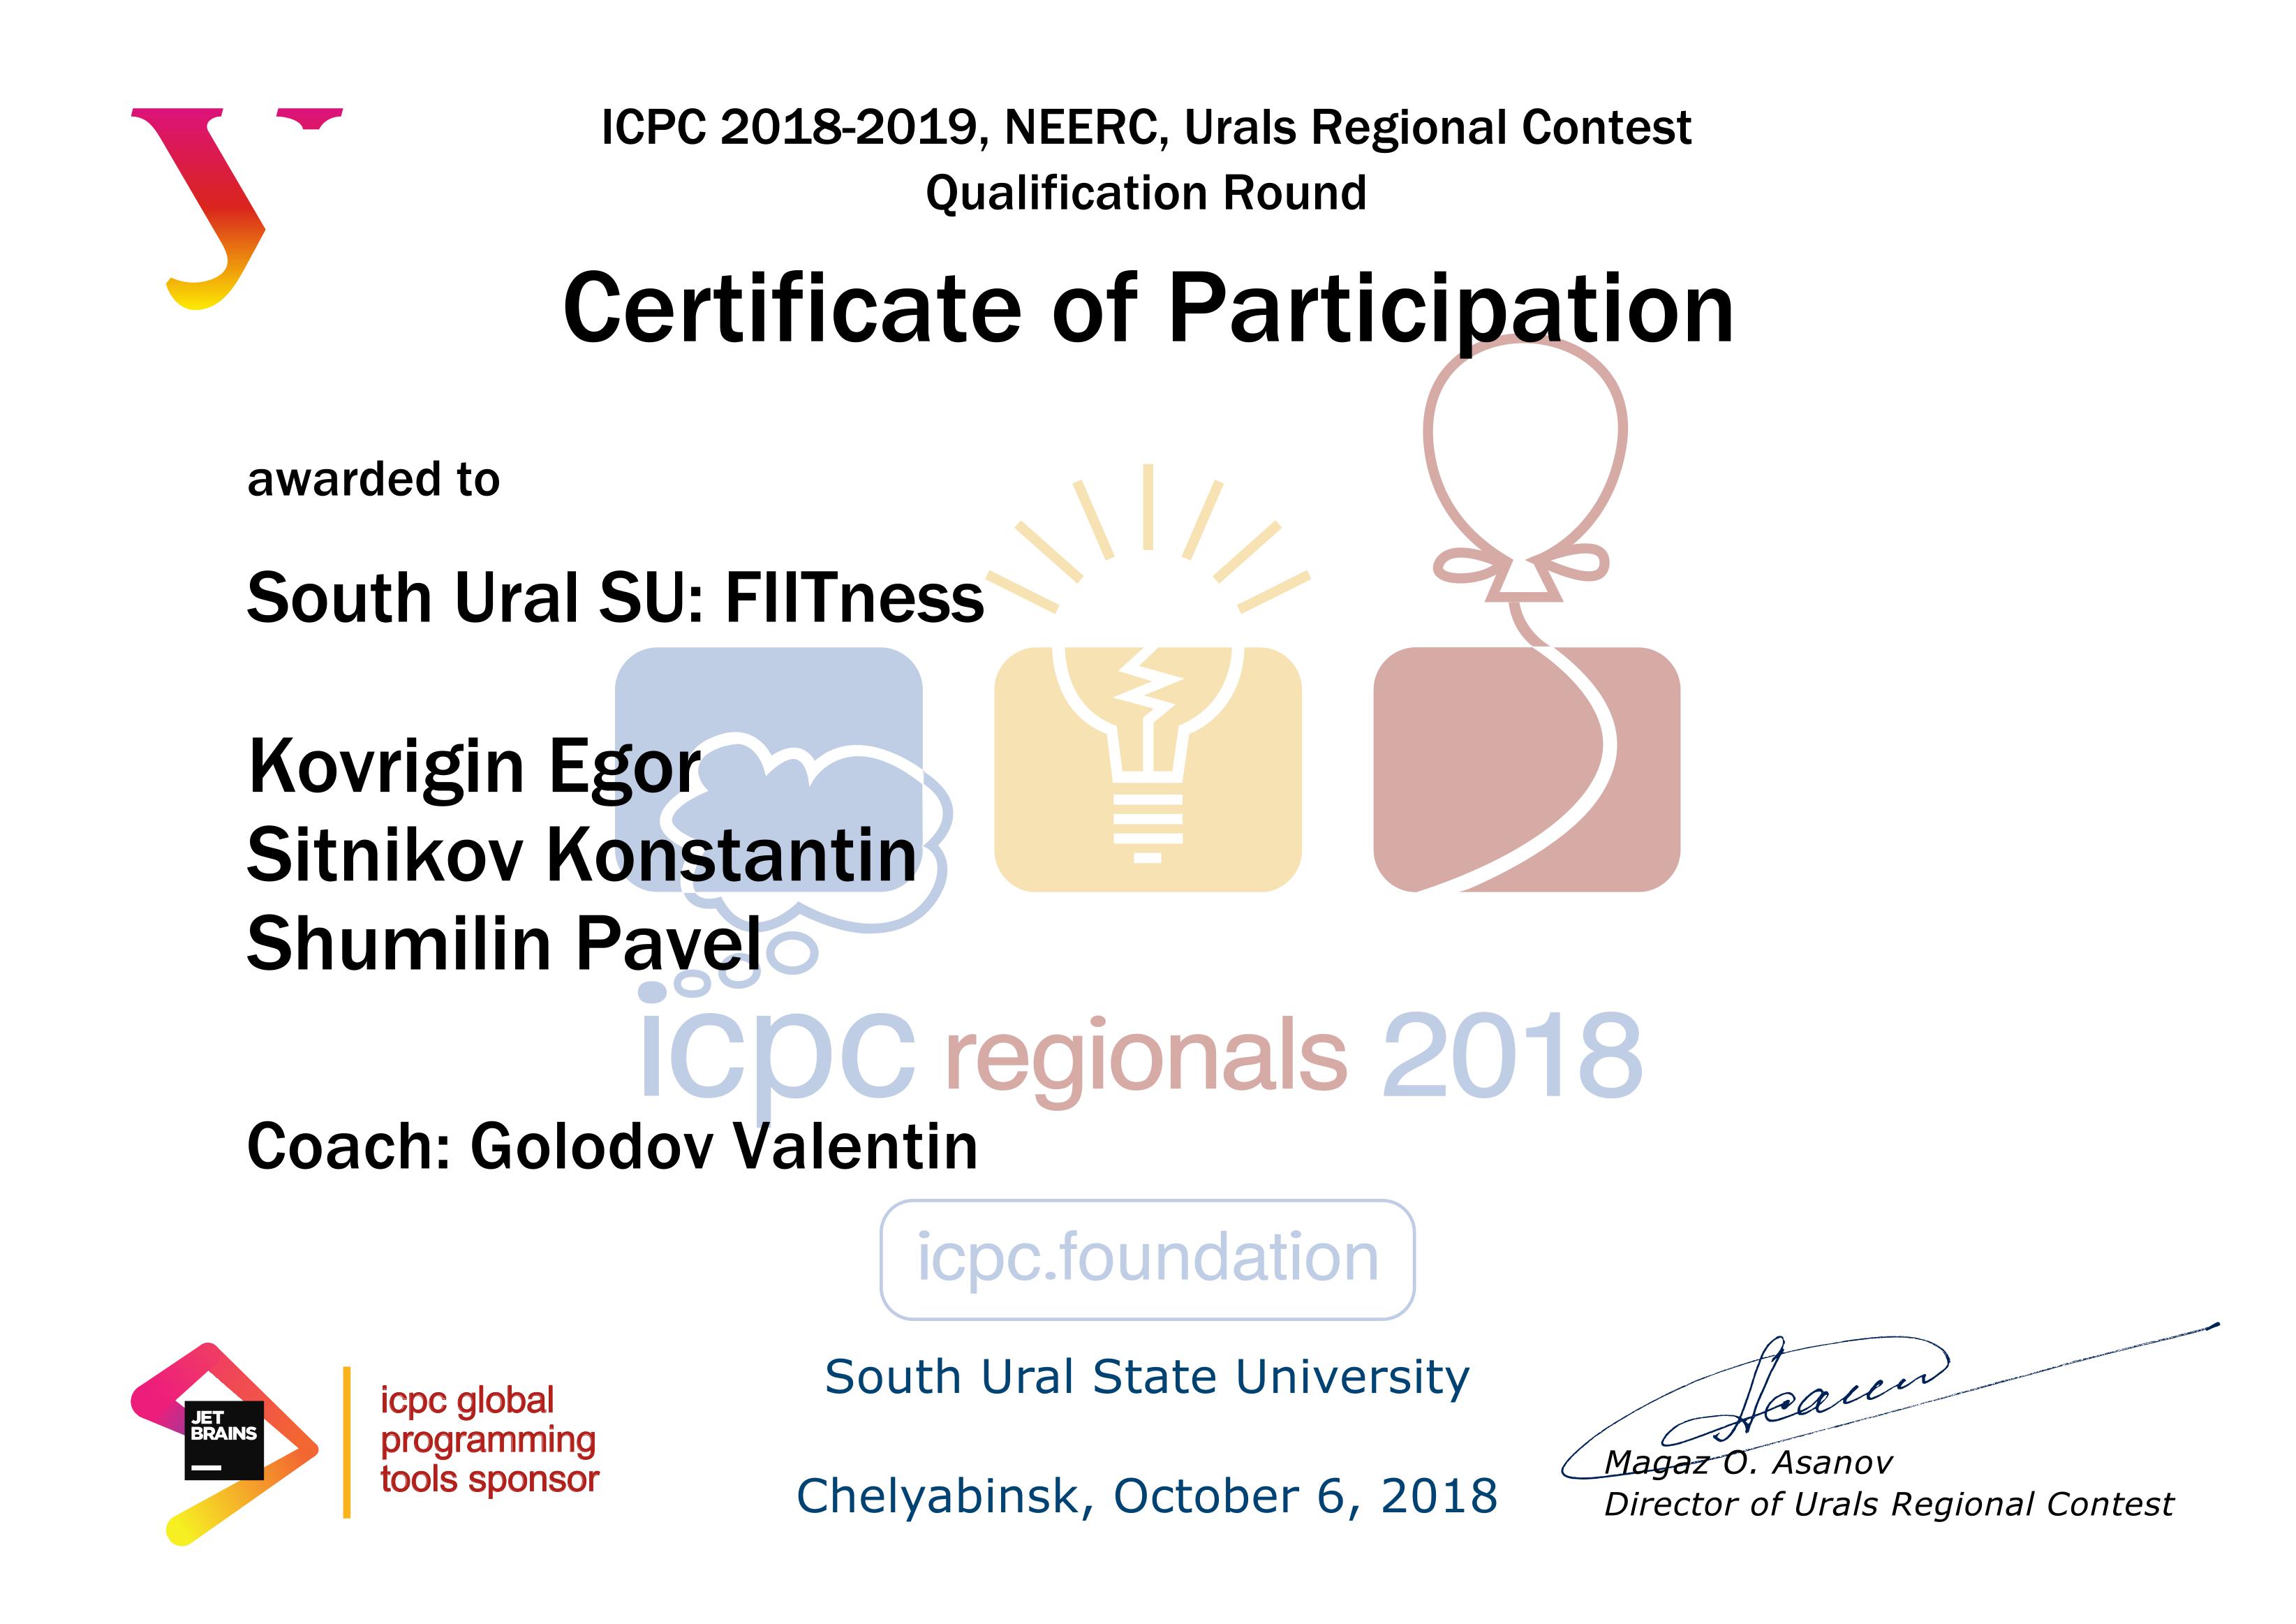 ICPC 2018-2019, NEERC, Urals Regional Contest
Qualification Round
Certificate of Participation
awarded to
South Ural SU: FIITness
Kovrigin Egor
Sitnikov Konstantin
Shumilin Pavel
icpc regionals 2018
Coach: Golodov Valentin
icpc.foundation
JET
BRAINS
icpc global
programming
tools sponsor
South Ural State University
Chelyabinsk, October 6, 2018
Magaz O. Asanov
Director of Urals Regional Contest